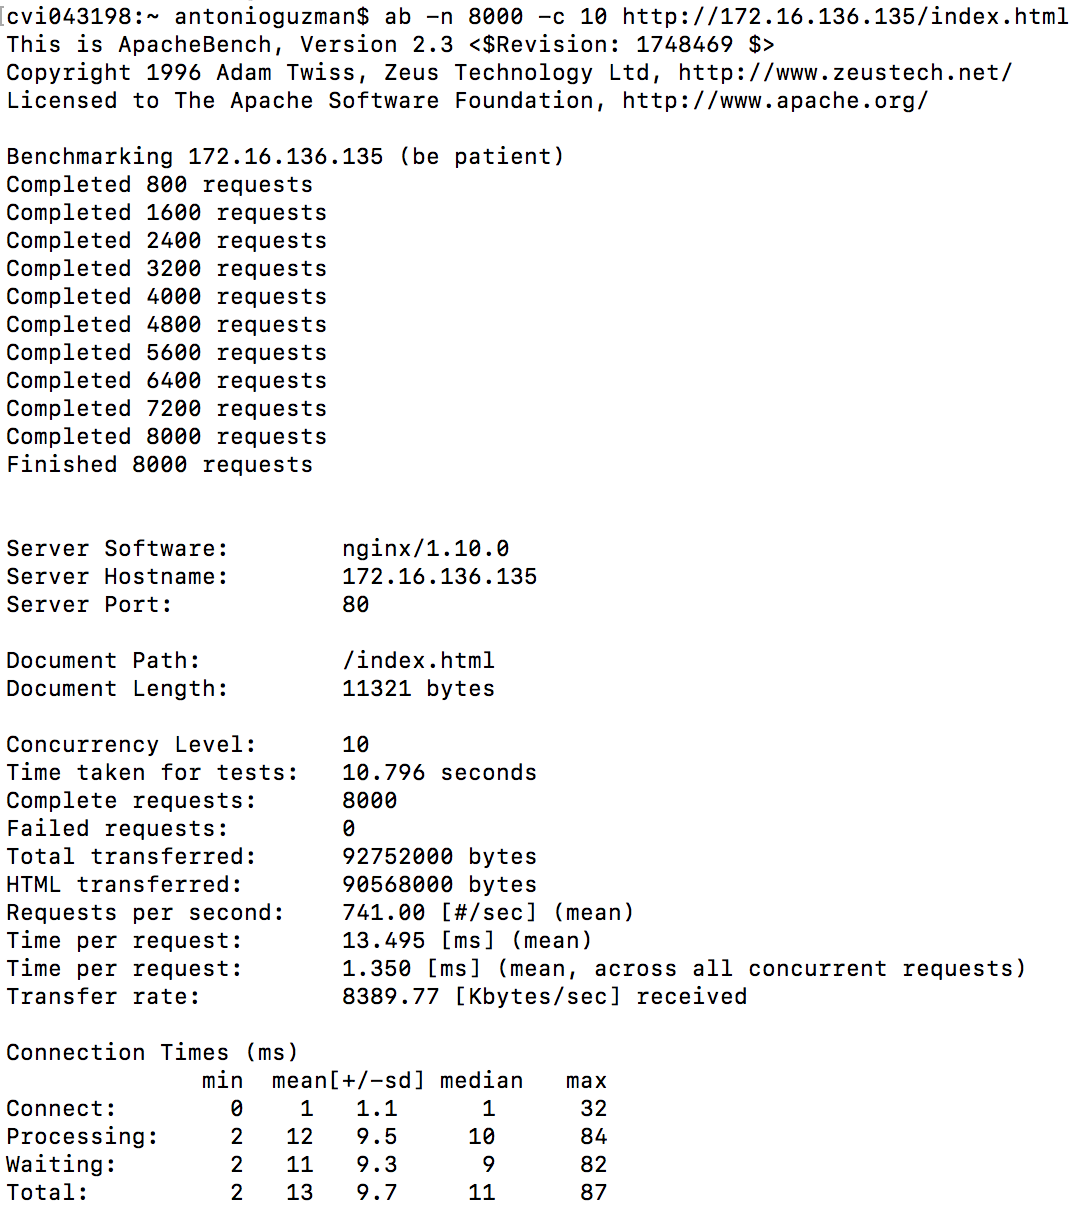 [cvi043198:~ antonioguzman$ ab -n 8000 -c 10 http://172.16.136.135/index.html
This is ApacheBench, Version 2.3 <$Revision: 1748469 $>
Copyright 1996 Adam Twiss, Zeus Technology Ltd, http://www.zeustech.net/
Licensed to The Apache Software Foundation, http://www.apache.org/

Benchmarking 172.16.136.135 (be patient)
Completed 800 requests
Completed 1600 requests
Completed 2400 requests
Completed 3200 requests
Completed 4000 requests
Completed 4800 requests
Completed 5600 requests
Completed 6400 requests
Completed 7200 requests
Completed 8000 requests
Finished 8000 requests


Server Software:        nginx/1.10.0
Server Hostname:        172.16.136.135
Server Port:            80

Document Path:          /index.html
Document Length:        11321 bytes

Concurrency Level:      10
Time taken for tests:   10.796 seconds
Complete requests:      8000
Failed requests:        0
Total transferred:      92752000 bytes
HTML transferred:       90568000 bytes
Requests per second:    741.00 [#/sec] (mean)
Time per request:       13.495 [ms] (mean)
Time per request:       1.350 [ms] (mean, across all concurrent requests)
Transfer rate:          8389.77 [Kbytes/sec] received

Connection Times (ms)
              min  mean[+/-sd] median   max
Connect:        0    1   1.1      1      32
Processing:     2   12   9.5     10      84
Waiting:        2   11   9.3      9      82
Total:          2   13   9.7     11      87